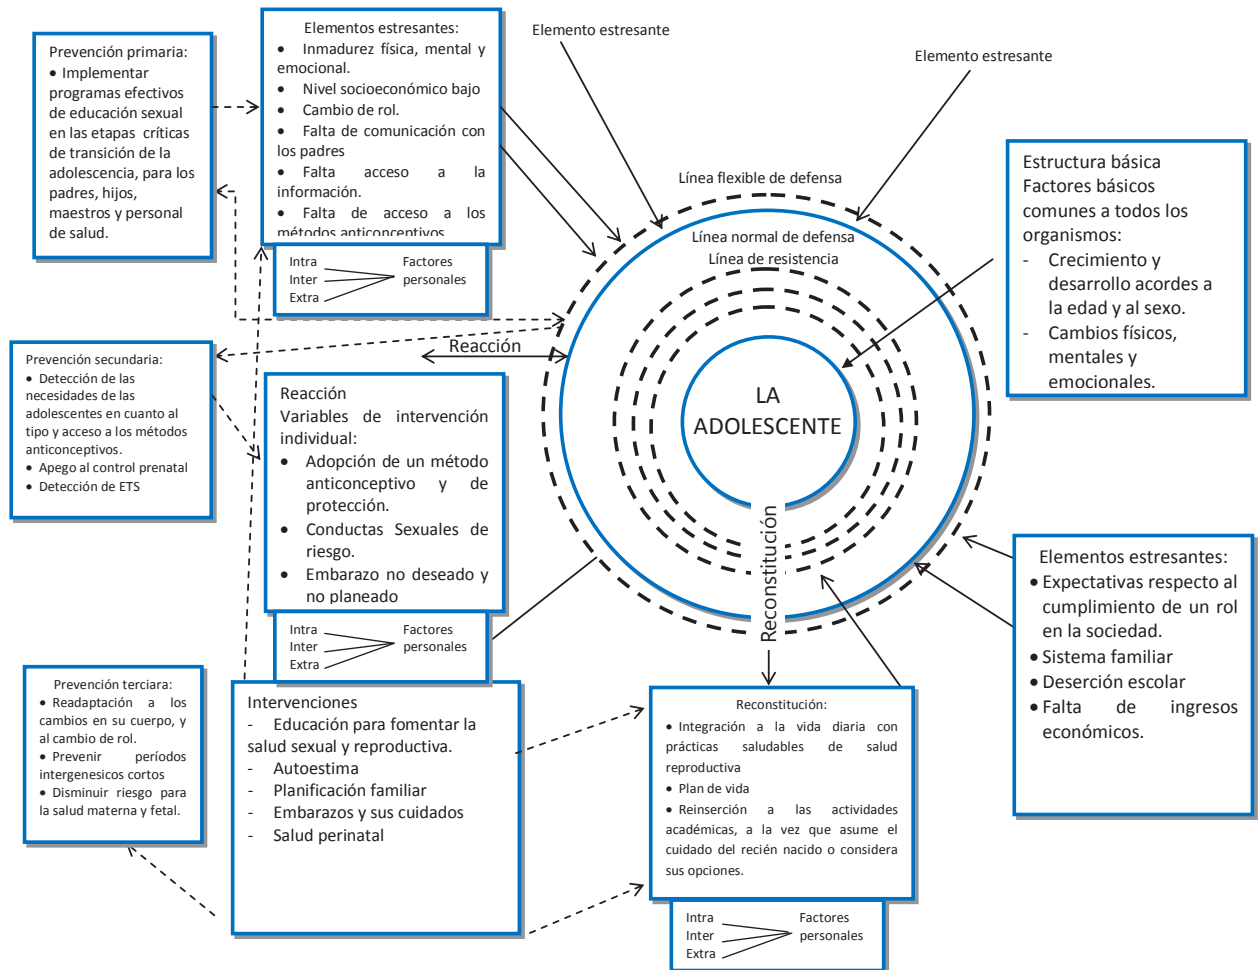 Prevención primaria:
• Implementar
programas efectivos
de educación sexual
en las etapas críticas
de transición de la
adolescencia, para los
padres, hijos,
maestros y personal
de salud.
Elementos estresantes:
• Inmadurez física, mental y
emocional.
• Nivel socioeconómico bajo
• Cambio de rol.
• Falta de comunicación con
los padres
• Falta acceso a la
información.
• Falta de acceso a los
métodos anticonceptivos
Intra
Inter
Extra
Factores
personales
Elemento estresante
Elemento estresante
Línea flexible de defensa
Línea normal de defensa
Línea de resistencia
LA
ADOLESCENTE
Estructura básica
Factores básicos
comunes a todos los
organismos:
- Crecimiento y
desarrollo acordes a
la edad y al sexo.
- Cambios físicos,
mentales y
emocionales.
Reacción
Prevención secundaria:
• Detección de las
necesidades de las
adolescentes en cuanto al
tipo y acceso a los métodos
anticonceptivos.
• Apego al control prenatal
• Detección de ETS
Reacción
Variables de intervención
individual:
• Adopción de un método
anticonceptivo y de
protección.
• Conductas Sexuales de
riesgo.
• Embarazo no deseado y
no planeado
Intra
Inter
Extra
Factores
personales
Reconstitución
Elementos estresantes:
• Expectativas respecto al
cumplimiento de un rol
en la sociedad.
• Sistema familiar
• Deserción escolar
• Falta de ingresos
económicos.
Prevención terciara:
• Readaptación a los
cambios en su cuerpo, y
al cambio de rol.
• Prevenir períodos
intergenesicos cortos
• Disminuir riesgo para
la salud materna y fetal.
Intervenciones
- Educación para fomentar la
salud sexual y reproductiva.
- Autoestima
- Planificación familiar
- Embarazos y sus cuidados
- Salud perinatal
Reconstitución:
• Integración a la vida diaria con
prácticas saludables de salud
reproductiva
• Plan de vida
• Reinserción a las actividades
académicas, a la vez que asume el
cuidado del recién nacido o considera
sus opciones.
Intra
Inter
Extra
Factores
personales